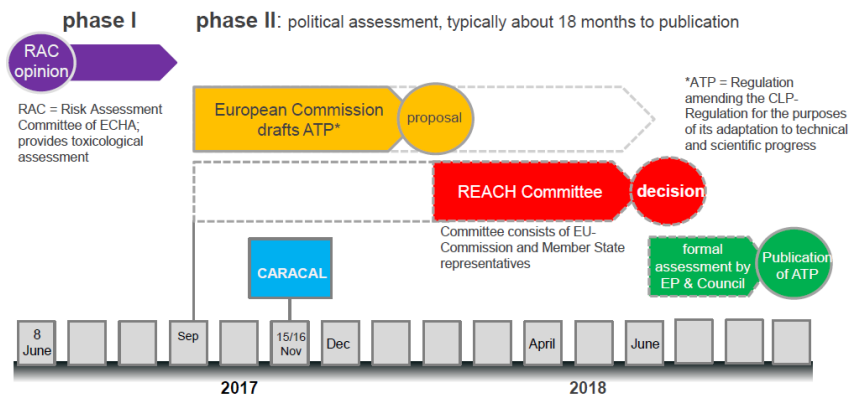 phase I
phase II: political assessment, typically about 18 months to publication
RAC
opinion
RAC = Risk Assessment
Committee of ECHA;
provides toxicological
assessment
European Commission
drafts ATP*
proposal
*ATP = Regulation
amending the CLP-
Regulation for the purposes
of its adaptation to technical
and scientific progress
REACH Committee
decision
Committee consists of EU-
Commission and Member State
representatives
CARACAL
formal
assessment by
EP & Council
Publication
of ATP
8
June
Sep
15/16
Nov
Dec
April
June
2017
2018